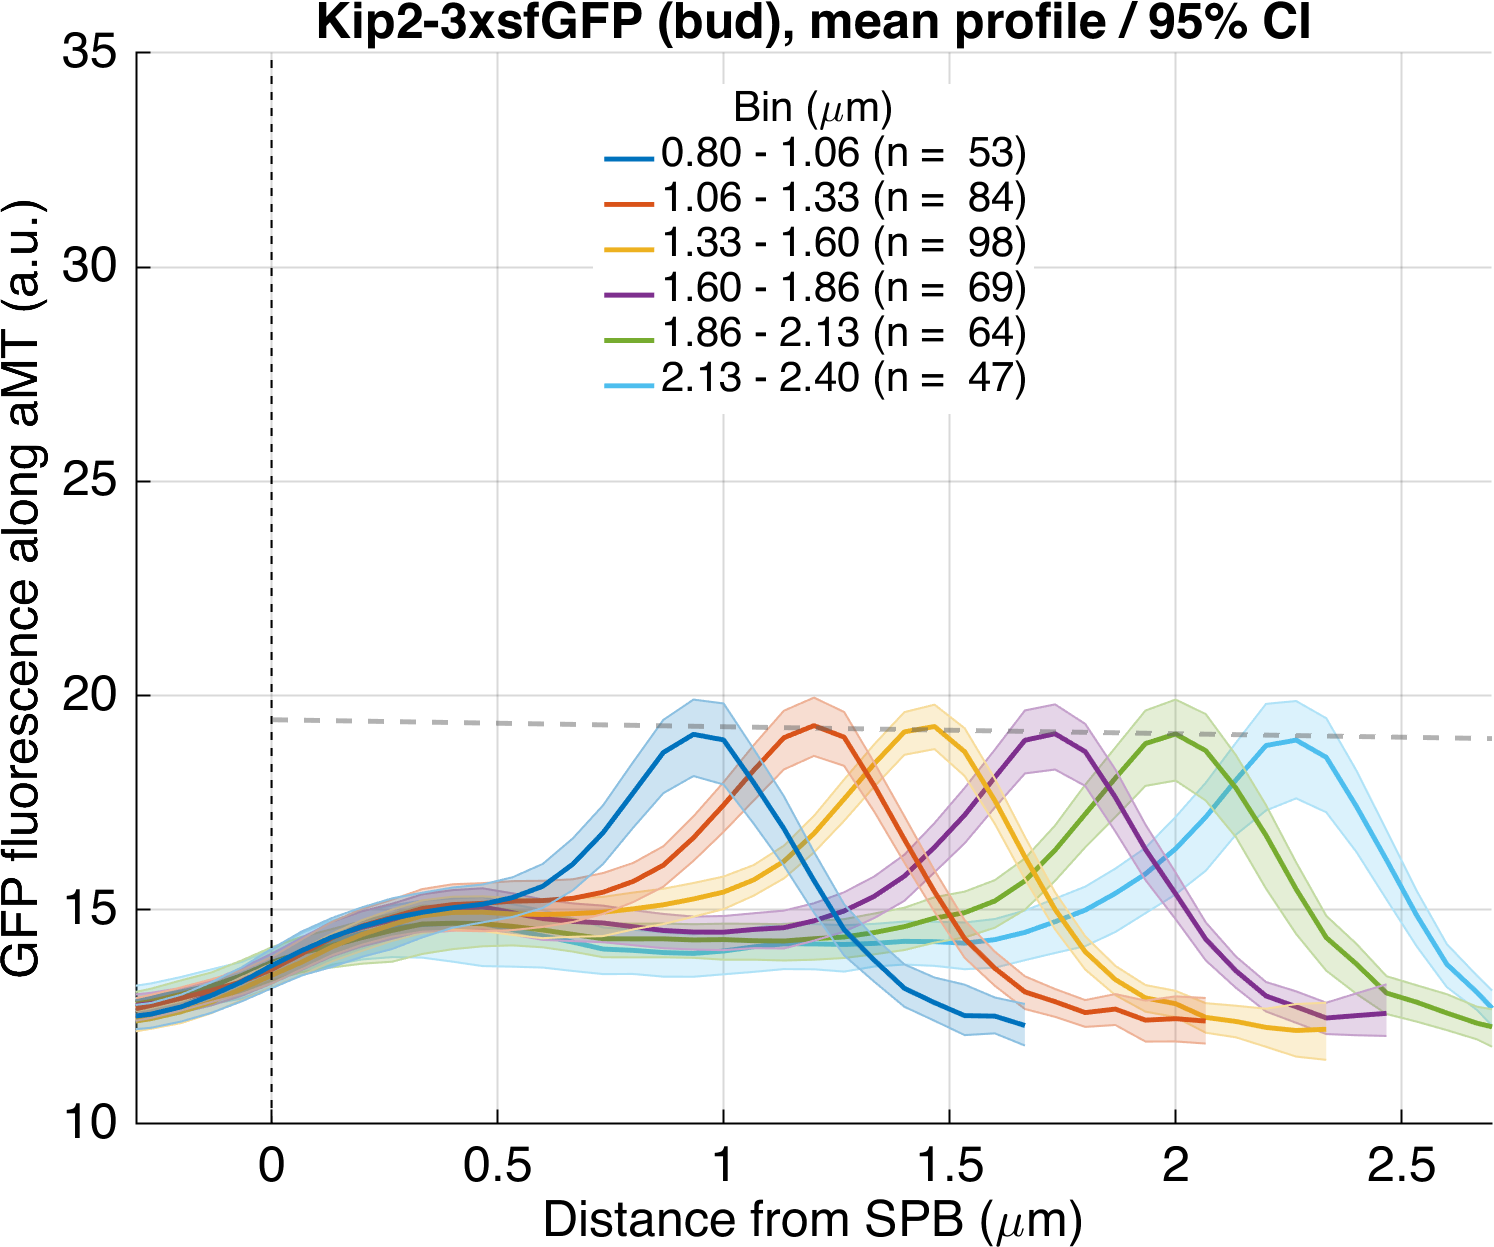 Kip2-3xsfGFP (bud), mean profile / 95% CI
GFP fluorescence along aMT (a.u.)
35
30
25
20
15
10
Bin (μm)
0.80 - 1.06 (n = 53)
1.06 - 1.33 (n = 84)
1.33 - 1.60 (n = 98)
1.60 - 1.86 (n = 69)
1.86 - 2.13 (n = 64)
2.13 - 2.40 (n = 47)
0 0.5 1 1.5 2 2.5
Distance from SPB (μm)